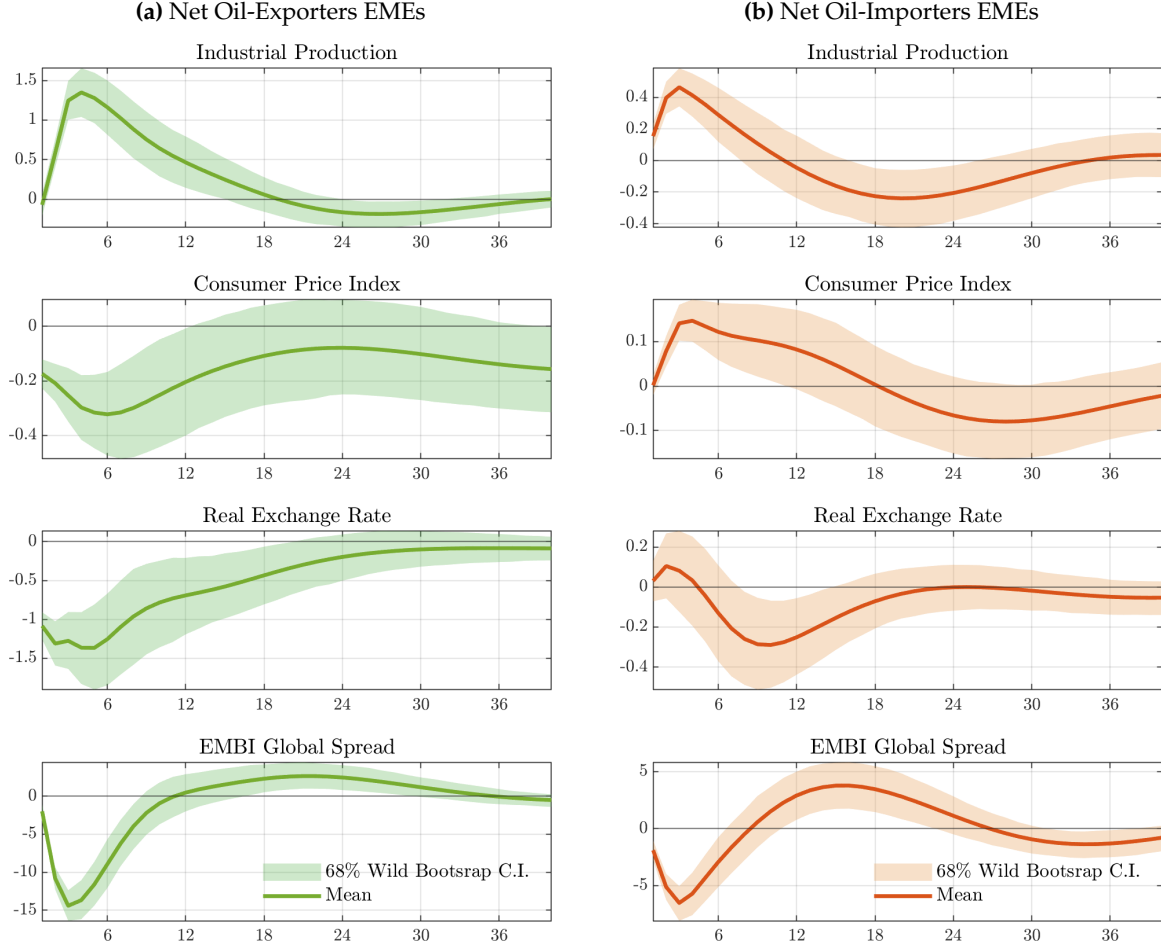 (a) Net Oil-Exporters EMEs
Industrial Production
1.5
1
0.5
0
6 12 18 24 30 36
Consumer Price Index
0
-0.2
-0.4
6 12 18 24 30 36
Real Exchange Rate
0
-0.5
-1
-1.5
6 12 18 24 30 36
EMBI Global Spread
0
-5
-10
-15
68% Wild Bootsrap C.I.
Mean
6 12 18 24 30 36
(b) Net Oil-Importers EMEs
Industrial Production
0.4
0.2
0
-0.2
-0.4
6 12 18 24 30 36
Consumer Price Index
0.1
0
-0.1
6 12 18 24 30 36
Real Exchange Rate
0.2
0
-0.2
-0.4
6 12 18 24 30 36
EMBI Global Spread
5
0
-5
68% Wild Bootsrap C.I.
Mean
6 12 18 24 30 36